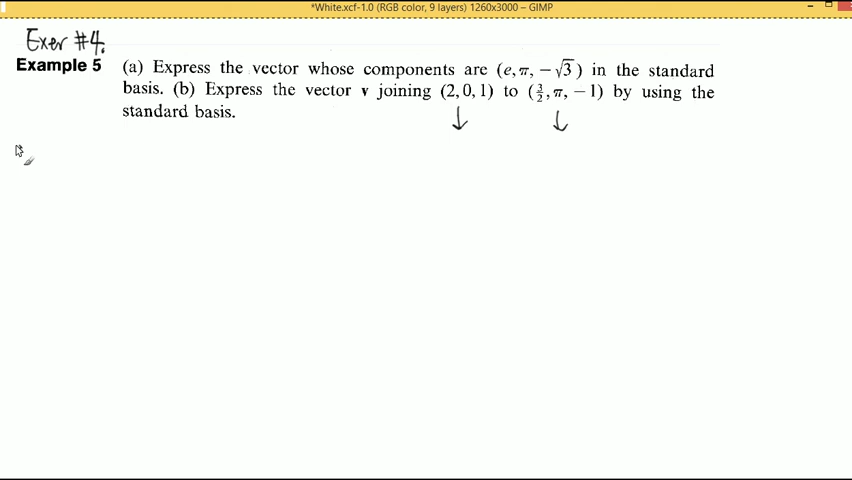 *White.xcf-1.0 (RGB color, 9 layers) 1260x3000 – GIMP
Exer #4.
Example 5 (a) Express the vector whose components are (e, π, −√3) in the standard
basis. (b) Express the vector v joining (2, 0, 1) to (3/2, π, −1) by using the
standard basis.